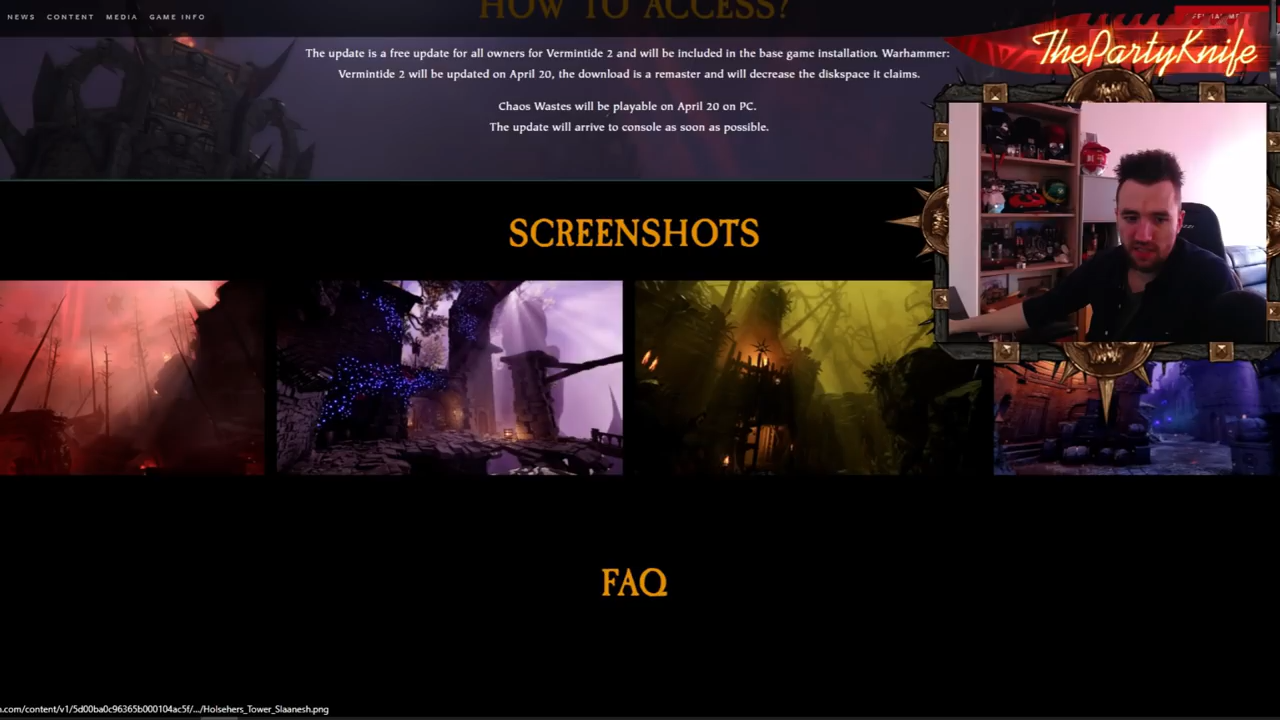 HOW TO ACCESS?
NEWS CONTENT MEDIA GAME INFO
ThePartyKnife
The update is a free update for all owners for Vermintide 2 and will be included in the base game installation. Warhammer:
Vermintide 2 will be updated on April 20, the download is a remaster and will decrease the diskspace it claims.
Chaos Wastes will be playable on April 20 on PC.
The update will arrive to console as soon as possible.
SCREENSHOTS
FAQ
.com/content/v1/5d00ba0c96365b000104ac5f/.../Holsehers_Tower_Slaanesh.png